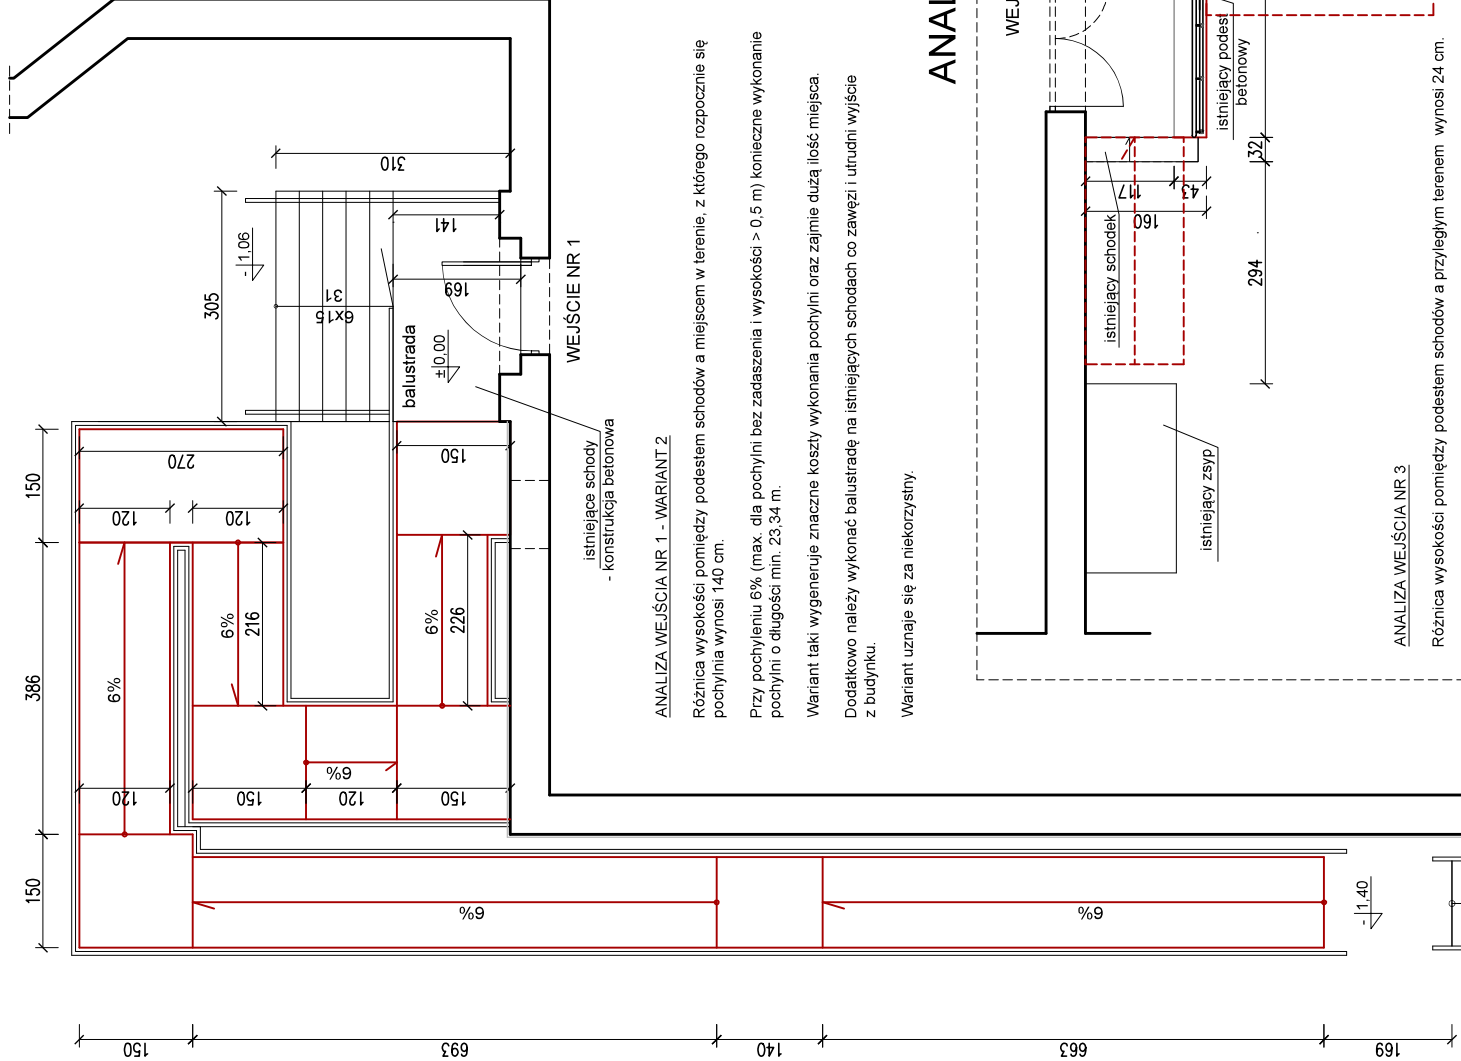 310
305
- 1,06
141
169
31
6x15
balustrada
±0,00
WEJŚCIE NR 1
istniejące schody
- konstrukcja betonowa
150
386
150
270
120
120
6%
6%
216
6%
226
150
120
150
120
150
6%
6%
6%
- 1,40
150
693
140
663
169
ANALIZA WEJŚCIA NR 1 - WARIANT 2
Różnica wysokości pomiędzy podestem schodów a miejscem w terenie, z którego rozpocznie się
pochylnia wynosi 140 cm.
Przy pochyleniu 6% (max. dla pochylni bez zadaszenia i wysokości > 0,5 m) konieczne wykonanie
pochylni o długości min. 23,34 m.
Wariant taki wygeneruje znaczne koszty wykonania pochylni oraz zajmie dużą ilość miejsca.
Dodatkowo należy wykonać balustradę na istniejących schodach co zawęzi i utrudni wyjście
z budynku.
Wariant uznaje się za niekorzystny.
ANAL
WEJ
istniejący podest
betonowy
32
117
43
160
294
istniejący schodek
istniejący zsyp
ANALIZA WEJŚCIA NR 3
Różnica wysokości pomiędzy podestem schodów a przyległym terenem wynosi 24 cm.